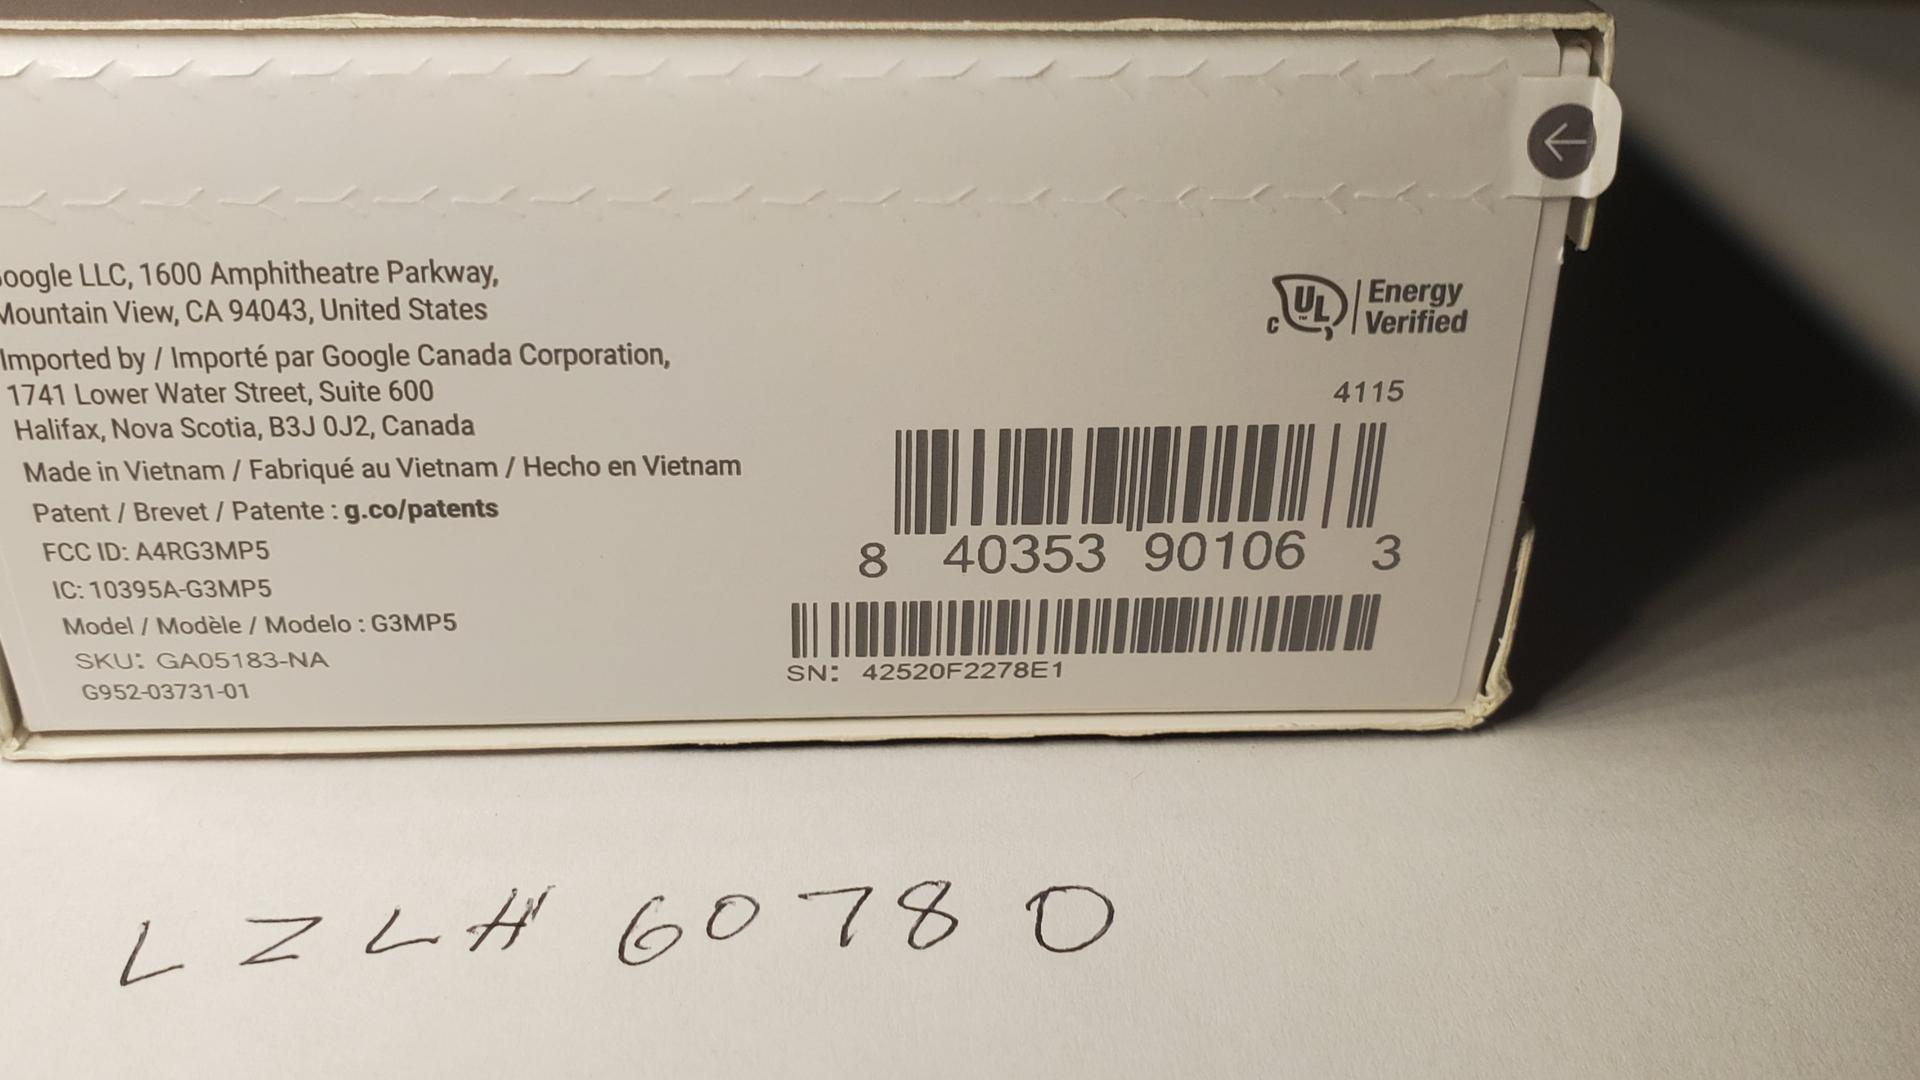 oogle LLC, 1600 Amphitheatre Parkway,
Mountain View, CA 94043, United States
Imported by / Importé par Google Canada Corporation,
1741 Lower Water Street, Suite 600
Halifax, Nova Scotia, B3J 0J2, Canada
Made in Vietnam / Fabriqué au Vietnam / Hecho en Vietnam
Patent / Brevet / Patente : g.co/patents
FCC ID: A4RG3MP5
IC: 10395A-G3MP5
Model / Modèle / Modelo : G3MP5
SKU: GA05183-NA
G952-03731-01
c UL ™ Energy
Verified
4115
8 40353 90106 3
SN: 42520F2278E1
LZLH60780